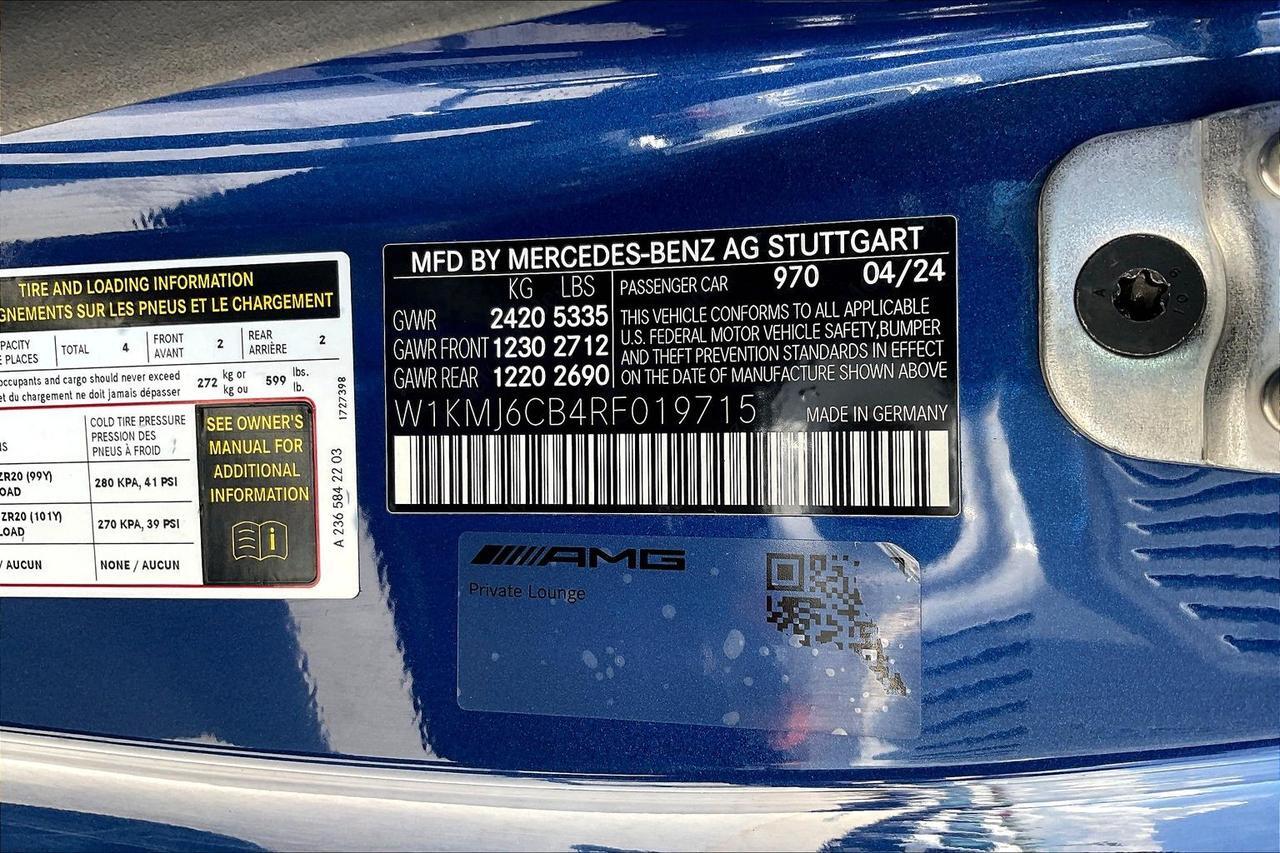 TIRE AND LOADING INFORMATION
GNEMENTS SUR LES PNEUS ET LE CHARGEMENT
PACITY TOTAL 4 FRONT 2 REAR 2
E PLACES AVANT ARRIÈRE
occupants and cargo should never exceed 272 kg or 599 lbs.
et du chargement ne doit jamais dépasser kg ou lb.
1727398
NS COLD TIRE PRESSURE
PRESSION DES
PNEUS À FROID
ZR20 (99Y) 280 KPA, 41 PSI
OAD
ZR20 (101Y) 270 KPA, 39 PSI
LOAD
/ AUCUN NONE / AUCUN
SEE OWNER'S
MANUAL FOR
ADDITIONAL
INFORMATION
i
A 236 584 22 03
MFD BY MERCEDES-BENZ AG STUTTGART
KG LBS
GVWR 2420 5335
GAWR FRONT 1230 2712
GAWR REAR 1220 2690
PASSENGER CAR 970 04/24
THIS VEHICLE CONFORMS TO ALL APPLICABLE
U.S. FEDERAL MOTOR VEHICLE SAFETY,BUMPER
AND THEFT PREVENTION STANDARDS IN EFFECT
ON THE DATE OF MANUFACTURE SHOWN ABOVE
W1KMJ6CB4RF019715 MADE IN GERMANY
AMG
Private Lounge